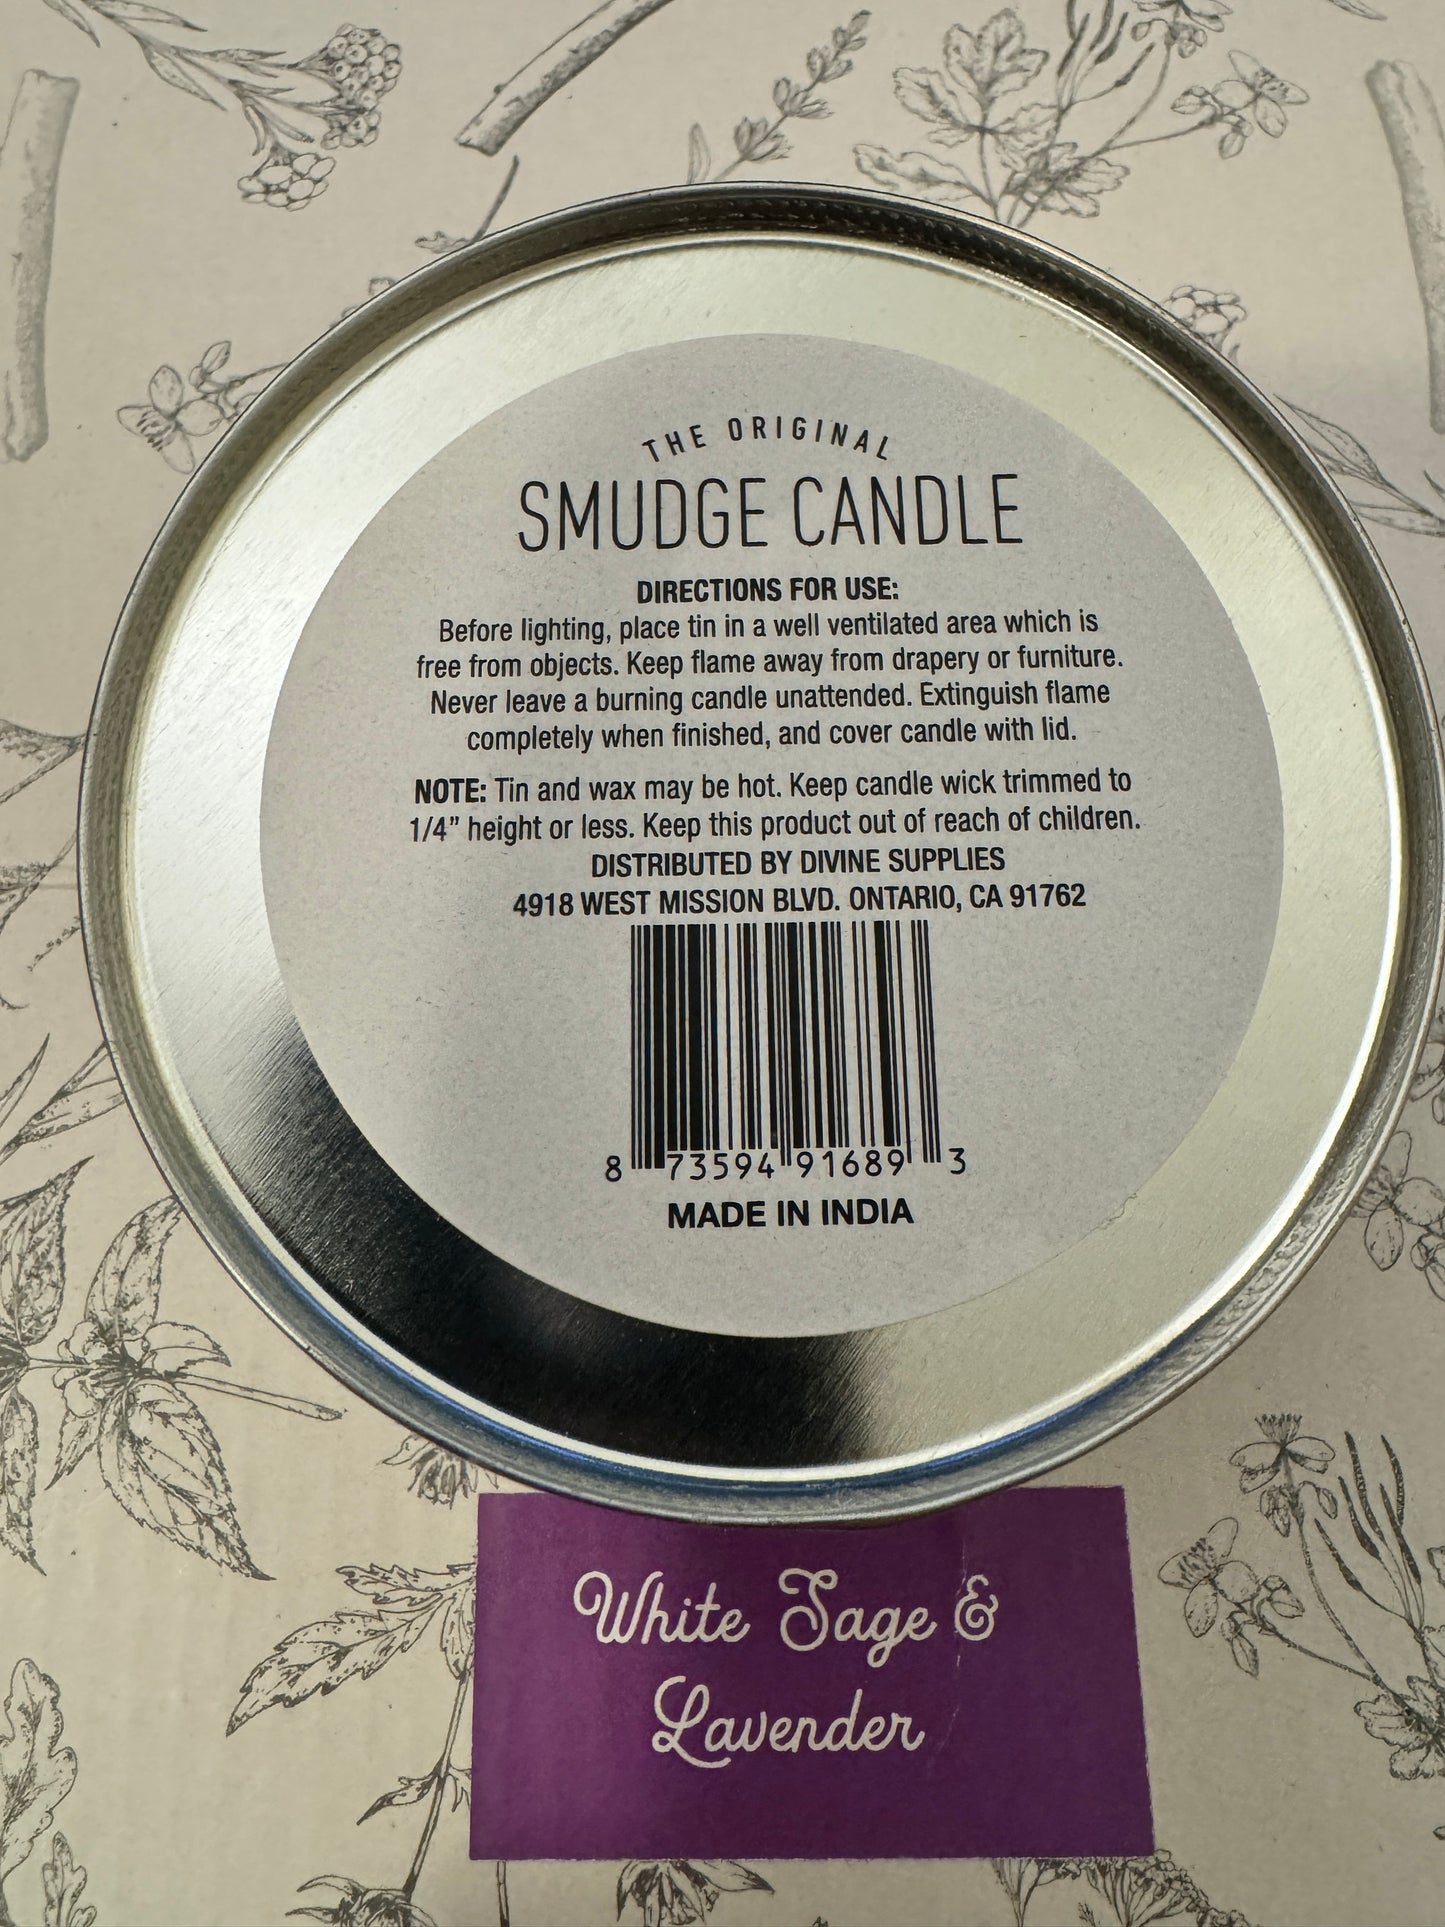 THE ORIGINAL
SMUDGE CANDLE
DIRECTIONS FOR USE:
Before lighting, place tin in a well ventilated area which is
free from objects. Keep flame away from drapery or furniture.
Never leave a burning candle unattended. Extinguish flame
completely when finished, and cover candle with lid.
NOTE: Tin and wax may be hot. Keep candle wick trimmed to
1/4” height or less. Keep this product out of reach of children.
DISTRIBUTED BY DIVINE SUPPLIES
4918 WEST MISSION BLVD. ONTARIO, CA 91762
8 73594 91689 3
MADE IN INDIA
White Sage &
Lavender